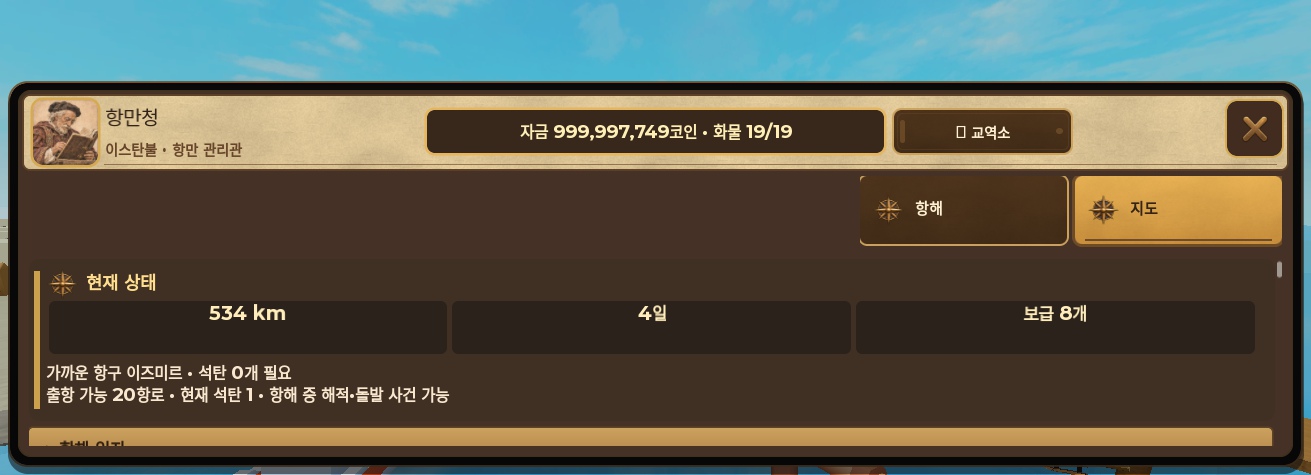 항만청
이스탄불 • 항만 관리관
자금 999,997,749코인 • 화물 19/19
교역소
항해
지도
현재 상태
534 km
4일
보급 8개
가까운 항구 이즈미르 • 석탄 0개 필요
출항 가능 20항로 • 현재 석탄 1 • 항해 중 해적•돌발 사건 가능